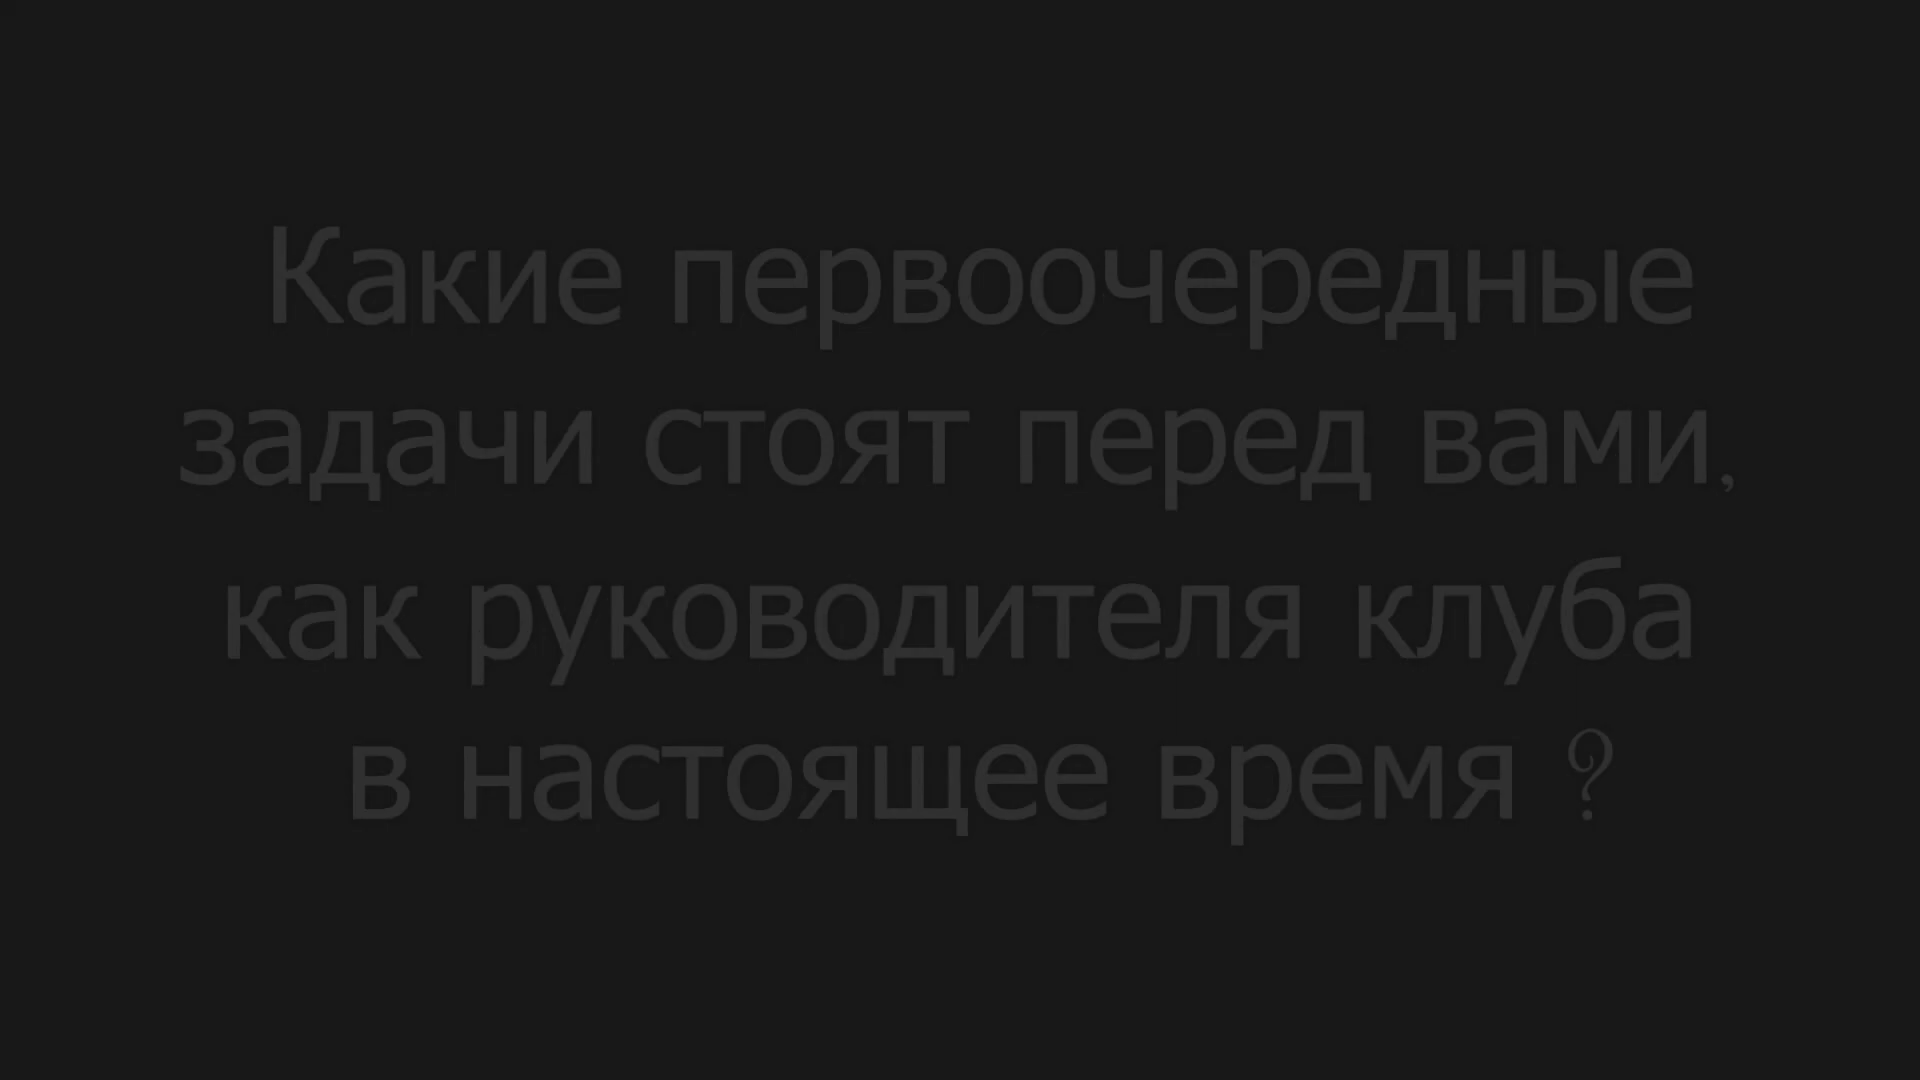 Какие первоочередные
задачи стоят перед вами,
как руководителя клуба
в настоящее время ?